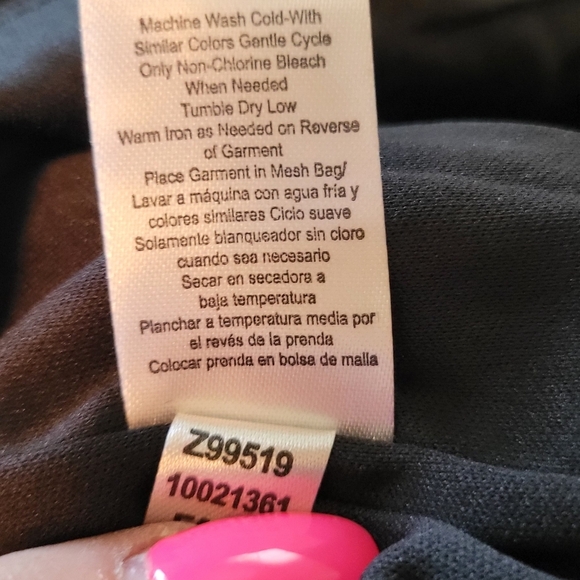 Machine Wash Cold-With
Similar Colors Gentle Cycle
Only Non-Chlorine Bleach
When Needed
Tumble Dry Low
Warm Iron as Needed on Reverse
of Garment
Place Garment in Mesh Bag/
Lavar a máquina con agua fría y
colores similares Ciclo suave
Solamente blanqueador sin cloro
cuando sea necesario
Secar en secadora a
baja temperatura
Planchar a temperatura media por
el revés de la prenda
Colocar prenda en bolsa de malla
Z99519
10021361